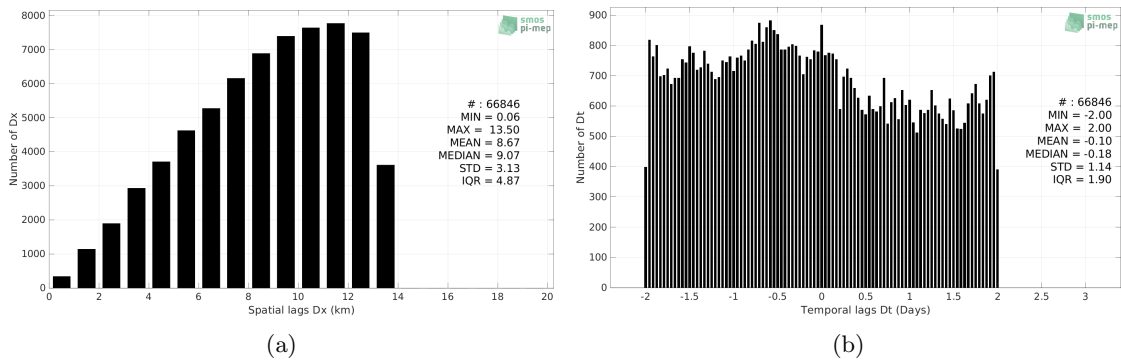 8000
7000
6000
5000
4000
3000
2000
1000
0
Number of Dx
0 2 4 6 8 10 12 14 16 18 20
Spatial lags Dx (km)
smos
pi-mep
# : 66846
MIN = 0.06
MAX = 13.50
MEAN = 8.67
MEDIAN = 9.07
STD = 3.13
IQR = 4.87
(a)
900
800
700
600
500
400
300
200
100
0
Number of Dt
-2 -1.5 -1 -0.5 0 0.5 1 1.5 2 2.5 3
Temporal lags Dt (Days)
smos
pi-mep
# : 66846
MIN = -2.00
MAX = 2.00
MEAN = -0.10
MEDIAN = -0.18
STD = 1.14
IQR = 1.90
(b)